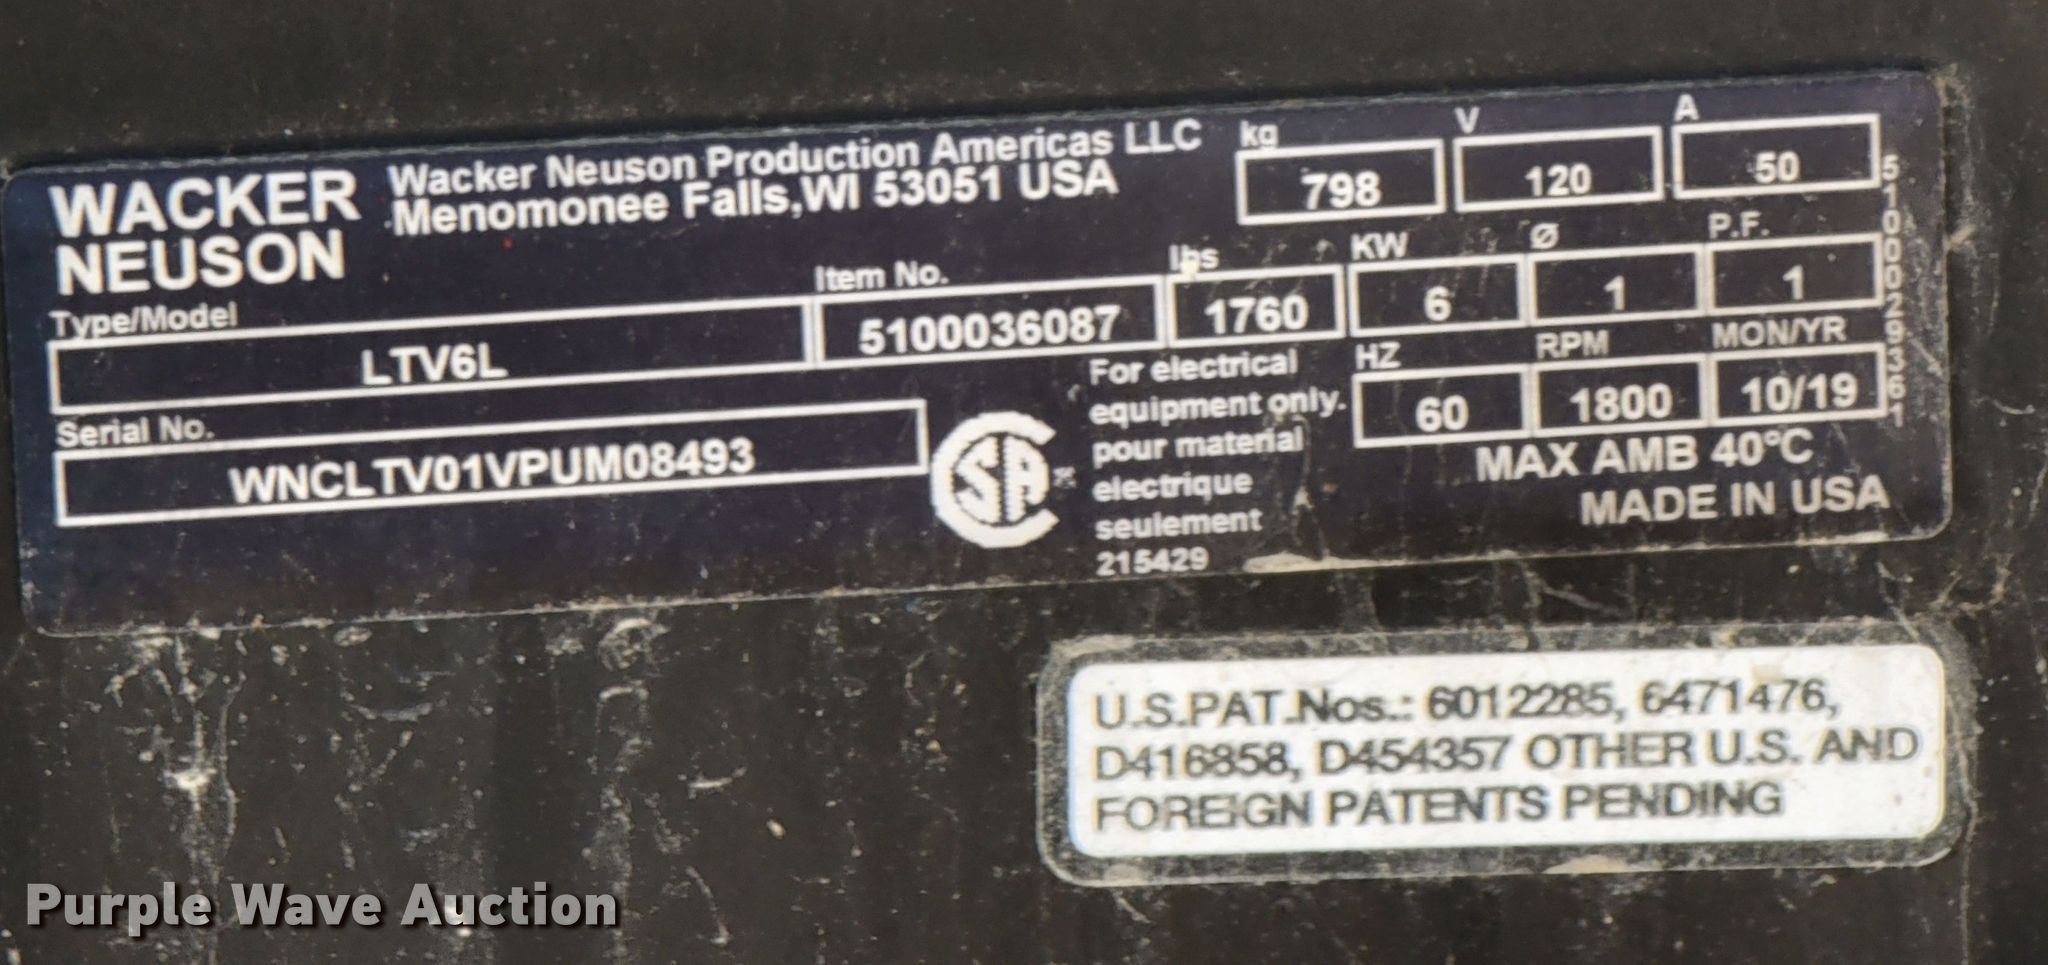 WACKER
NEUSON
Wacker Neuson Production Americas LLC
Menomonee Falls,WI 53051 USA
kg
798
V
120
A
50
Type/Model
LTV6L
Item No.
5100036087
lbs
1760
KW
6
Ø
1
P.F.
1
Serial No.
WNCLTV01VPUM08493
HZ
60
RPM
1800
MON/YR
10/19
CSA
For electrical
equipment only.
pour material
electrique
seulement
215429
MAX AMB 40°C
MADE IN USA
5100029361
U.S.PAT.Nos.: 6012285, 6471476,
D416858, D454357 OTHER U.S. AND
FOREIGN PATENTS PENDING
Purple Wave Auction